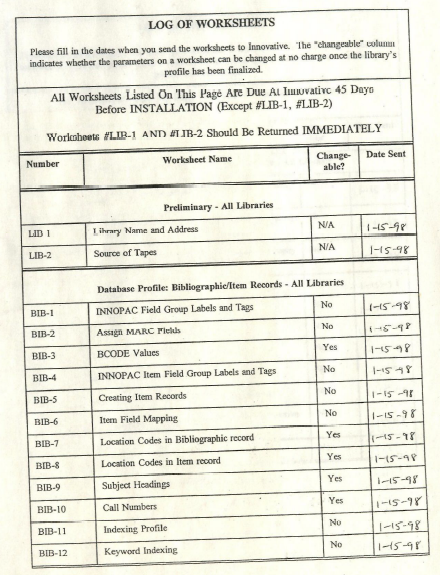 LOG OF WORKSHEETS
Please fill in the dates when you send the worksheets to Innovative. The "changeable" column
indicates whether the parameters on a worksheet can be changed at no charge once the library's
profile has been finalized.
All Worksheets Listed On This Page Are Due At Innovative 45 Days
Before INSTALLATION (Except #LIB-1, #LIB-2)
Worksheets #LIB-1 AND #LIB-2 Should Be Returned IMMEDIATELY
Number Worksheet Name Change-able? Date Sent
Preliminary - All Libraries
LIB 1 Library Name and Address N/A 1-15-98
LIB-2 Source of Tapes N/A 1-15-98
Database Profile: Bibliographic/Item Records - All Libraries
BIB-1 INNOPAC Field Group Labels and Tags No 1-15-98
BIB-2 Assign MARC Fields No 1-15-98
BIB-3 BCODE Values Yes 1-15-98
BIB-4 INNOPAC Item Field Group Labels and Tags No 1-15-98
BIB-5 Creating Item Records No 1-15-98
BIB-6 Item Field Mapping No 1-15-98
BIB-7 Location Codes in Bibliographic record Yes 1-15-98
BIB-8 Location Codes in Item record Yes 1-15-98
BIB-9 Subject Headings Yes 1-15-98
BIB-10 Call Numbers Yes 1-15-98
BIB-11 Indexing Profile No 1-15-98
BIB-12 Keyword Indexing No 1-15-98